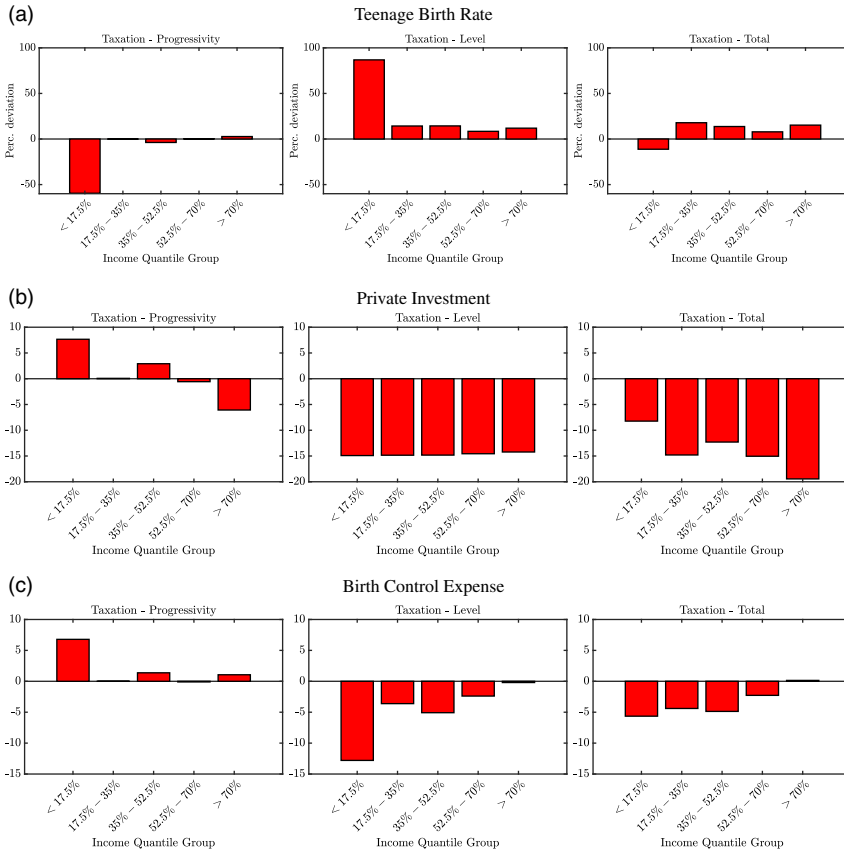 (a)
Teenage Birth Rate
Taxation - Progressivity
Taxation - Level
Taxation - Total
Perc. deviation
100
50
0
-50
< 17.5%
17.5% − 35%
35% − 52.5%
52.5% − 70%
> 70%
Income Quantile Group
Perc. deviation
100
50
0
-50
< 17.5%
17.5% − 35%
35% − 52.5%
52.5% − 70%
> 70%
Income Quantile Group
Perc. deviation
100
50
0
-50
< 17.5%
17.5% − 35%
35% − 52.5%
52.5% − 70%
> 70%
Income Quantile Group
(b)
Private Investment
Taxation - Progressivity
Taxation - Level
Taxation - Total
10
5
0
-5
-10
-15
-20
< 17.5%
17.5% − 35%
35% − 52.5%
52.5% − 70%
> 70%
Income Quantile Group
10
5
0
-5
-10
-15
-20
< 17.5%
17.5% − 35%
35% − 52.5%
52.5% − 70%
> 70%
Income Quantile Group
10
5
0
-5
-10
-15
-20
< 17.5%
17.5% − 35%
35% − 52.5%
52.5% − 70%
> 70%
Income Quantile Group
(c)
Birth Control Expense
Taxation - Progressivity
Taxation - Level
Taxation - Total
10
5
0
-5
-10
-15
< 17.5%
17.5% − 35%
35% − 52.5%
52.5% − 70%
> 70%
Income Quantile Group
10
5
0
-5
-10
-15
< 17.5%
17.5% − 35%
35% − 52.5%
52.5% − 70%
> 70%
Income Quantile Group
10
5
0
-5
-10
-15
< 17.5%
17.5% − 35%
35% − 52.5%
52.5% − 70%
> 70%
Income Quantile Group